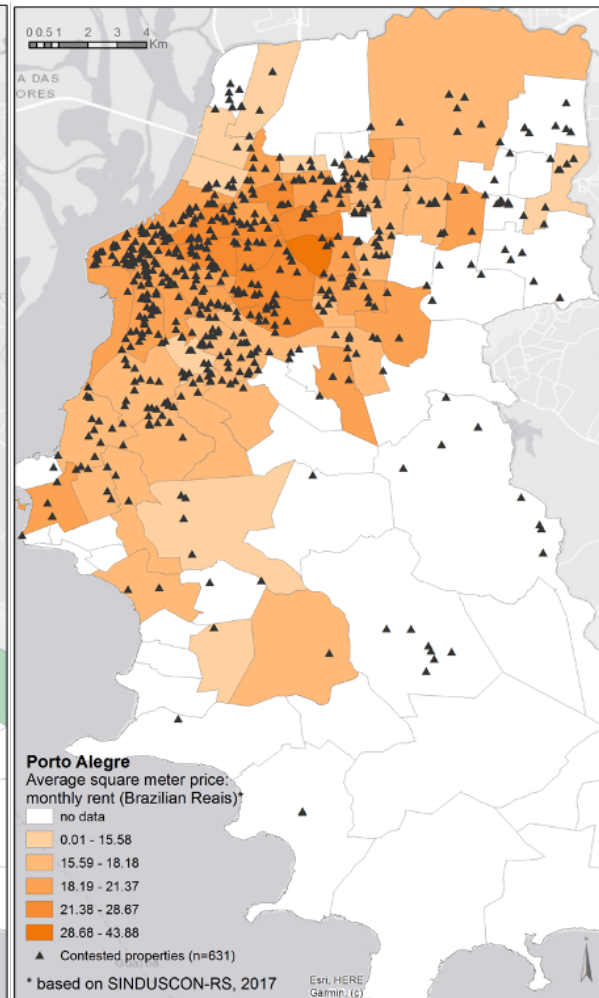 0 0.5 1 2 3 4
Km
A DAS
ORES
Porto Alegre
Average square meter price:
monthly rent (Brazilian Reais)*
no data
0.01 - 15.58
15.59 - 18.18
18.19 - 21.37
21.38 - 28.67
28.68 - 43.88
Contested properties (n=631)
* based on SINDUSCON-RS, 2017
Esri, HERE,
Garmin, (c)